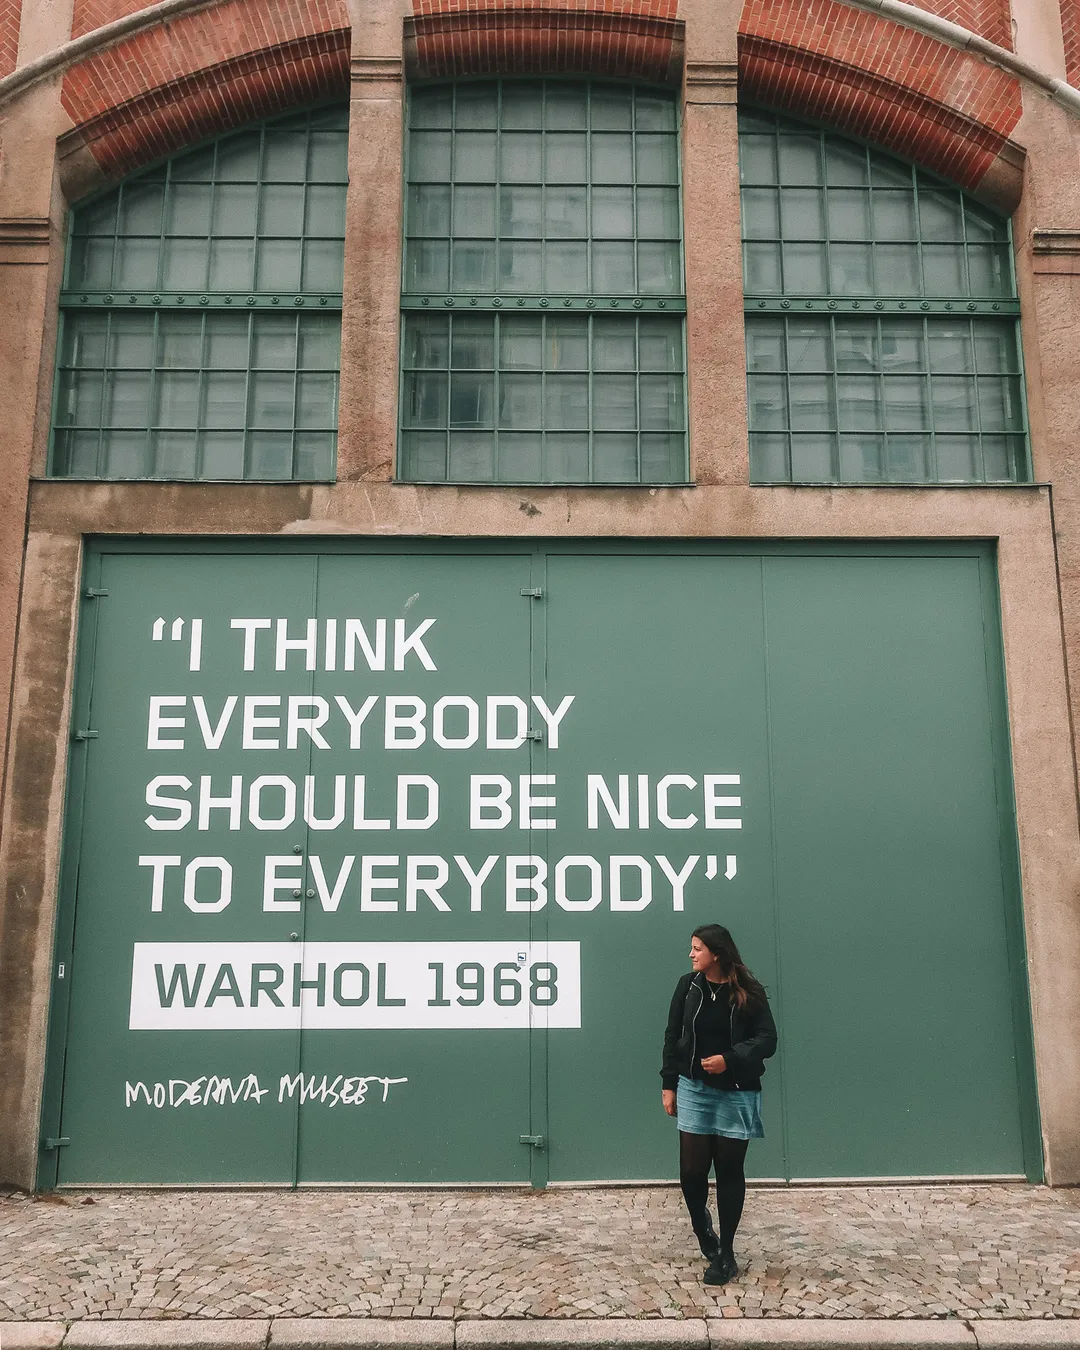 “I THINK
EVERYBODY
SHOULD BE NICE
TO EVERYBODY”
WARHOL 1968
MODERNA MUSEET